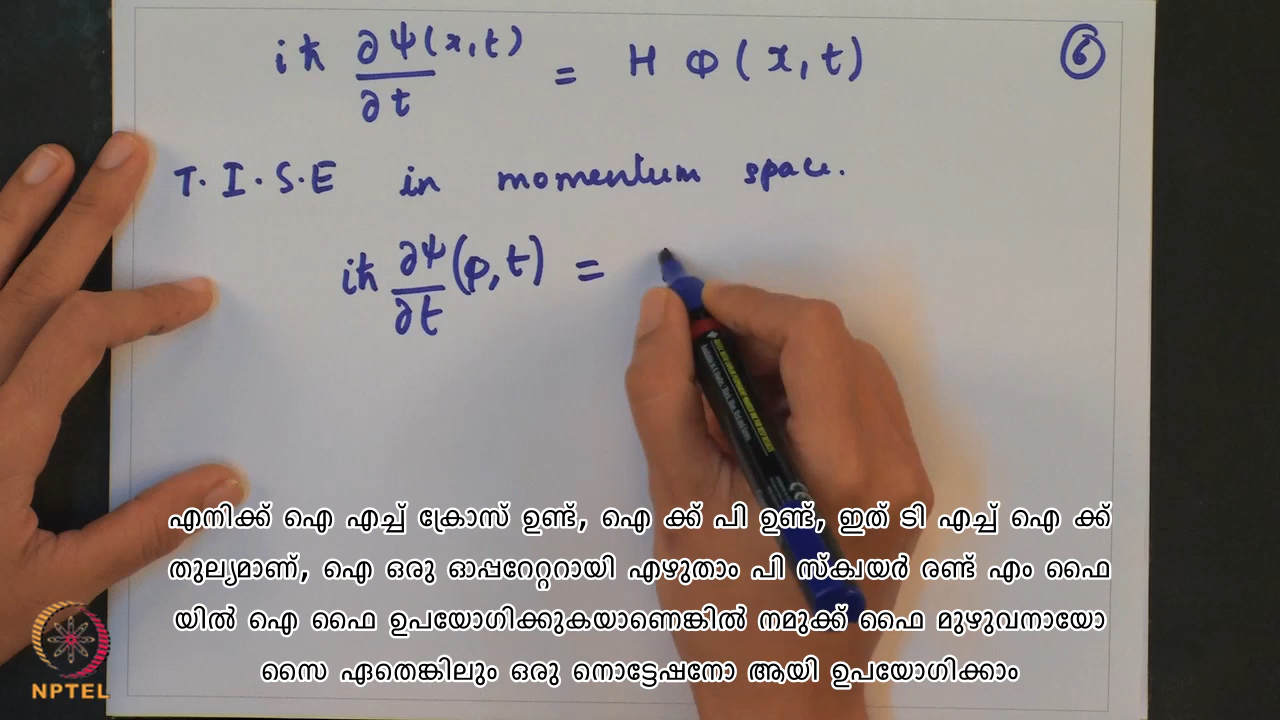 iħ ∂ψ(x,t)/∂t = H Φ(x,t)
6
T.I.S.E in momentum space.
iħ ∂ψ/∂t (p,t) =
എനിക്ക് ഐ എച്ച് ക്രോസ് ഉണ്ട്, ഐ ക്ക് പി ഉണ്ട്, ഇത് ടി എച്ച് ഐ ക്ക്
തുല്യമാണ്, ഐ ഒരു ഓപ്പറേറ്ററായി എഴുതാം പി സ്ക്വയർ രണ്ട് എം ഫൈ
യിൽ ഐ ഫൈ ഉപയോഗിക്കുകയാണെങ്കിൽ നമുക്ക് ഫൈ മുഴുവനായോ
സൈ ഏതെങ്കിലും ഒരു നൊട്ടേഷനോ ആയി ഉപയോഗിക്കാം
NPTEL